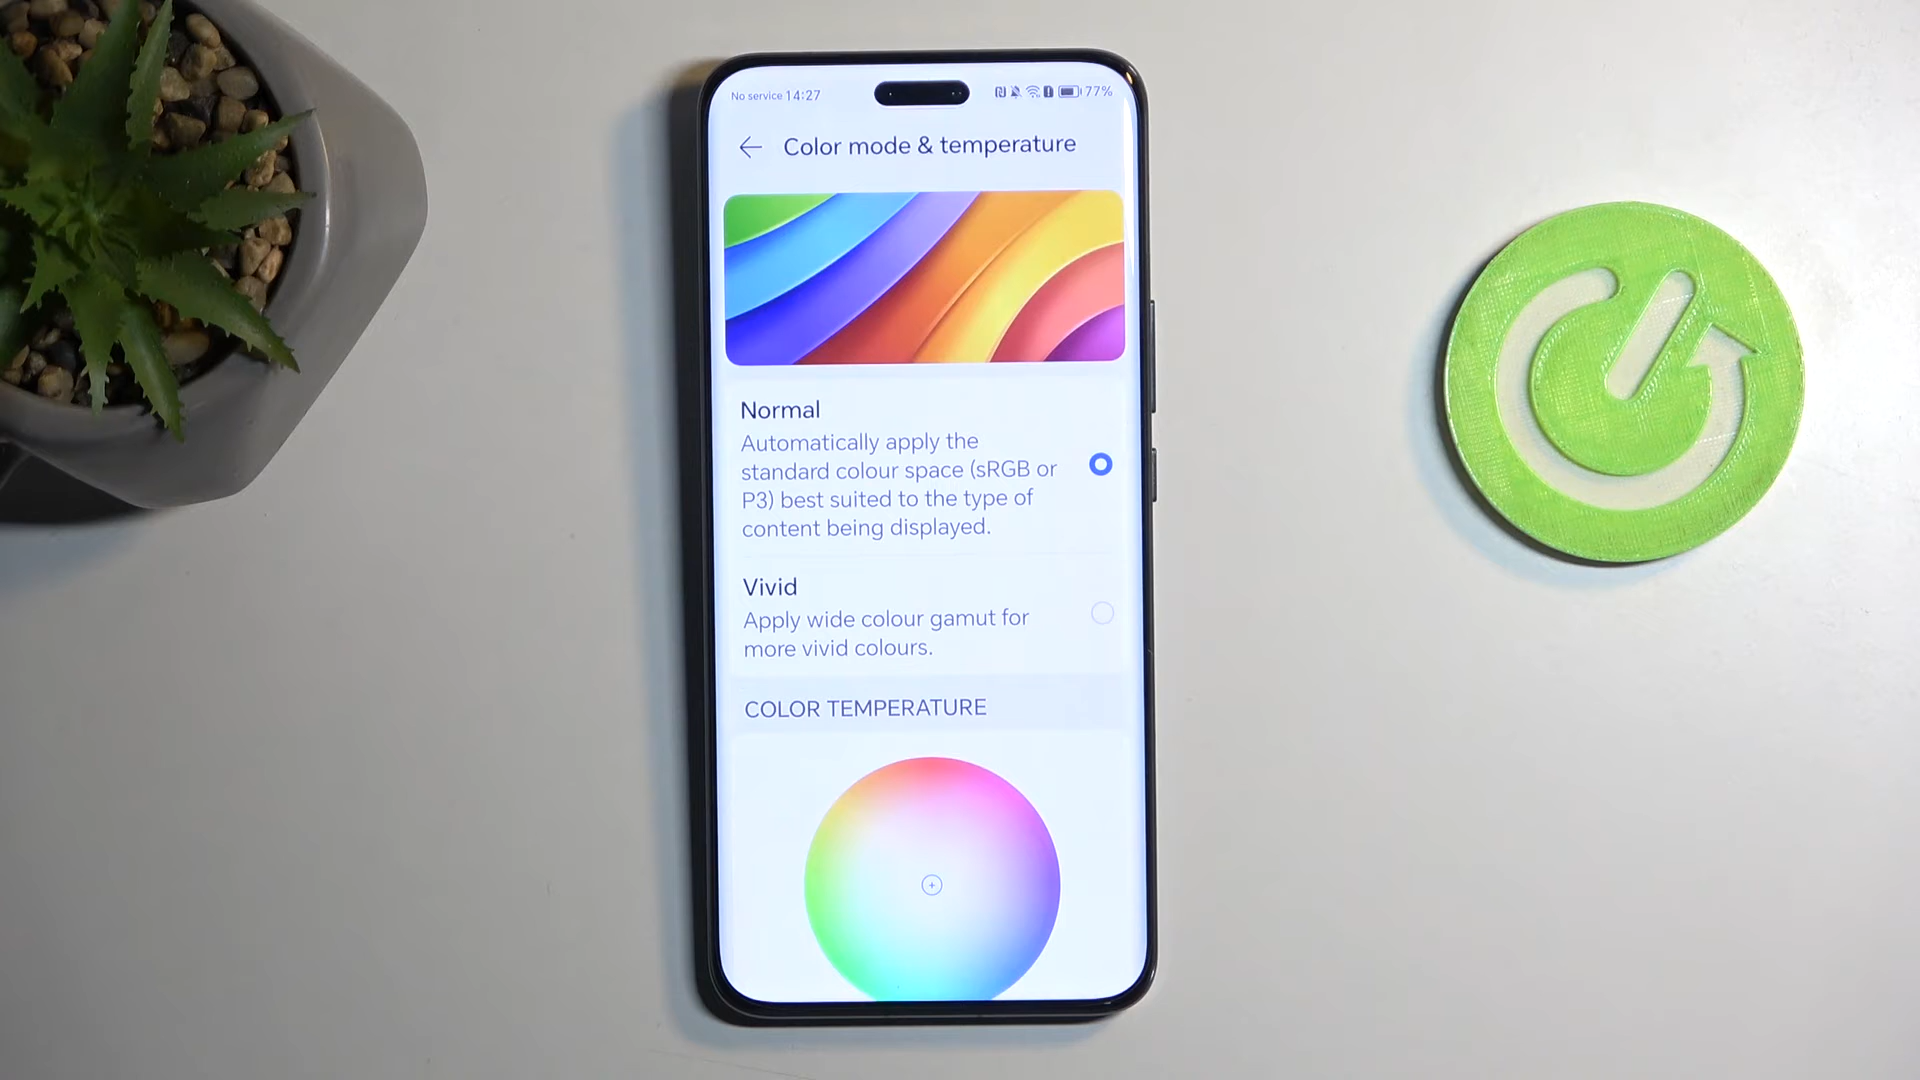 No service 14:27
77%
Color mode & temperature
Normal
Automatically apply the
standard colour space (sRGB or
P3) best suited to the type of
content being displayed.
Vivid
Apply wide colour gamut for
more vivid colours.
COLOR TEMPERATURE